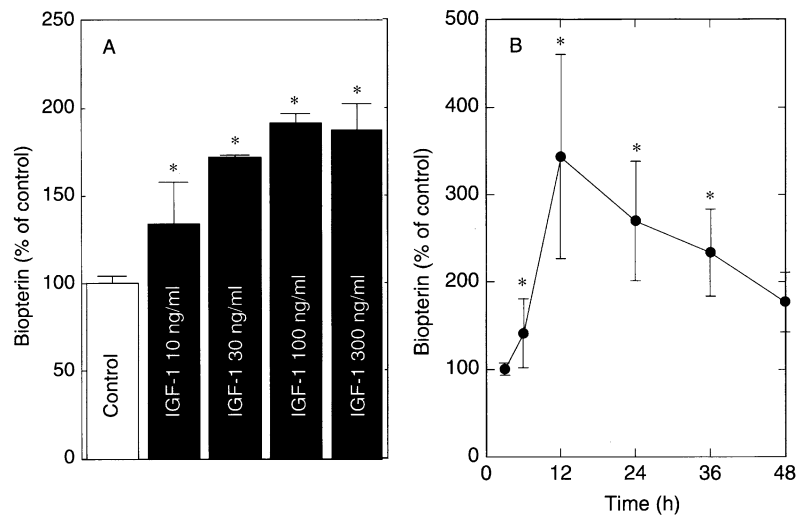 A
Biopterin (% of control)
250
200
150
100
50
0
Control
IGF-1 10 ng/ml
IGF-1 30 ng/ml
IGF-1 100 ng/ml
IGF-1 300 ng/ml
*
*
*
*
B
Biopterin (% of control)
500
400
300
200
100
0
*
*
*
*
0 12 24 36 48
Time (h)